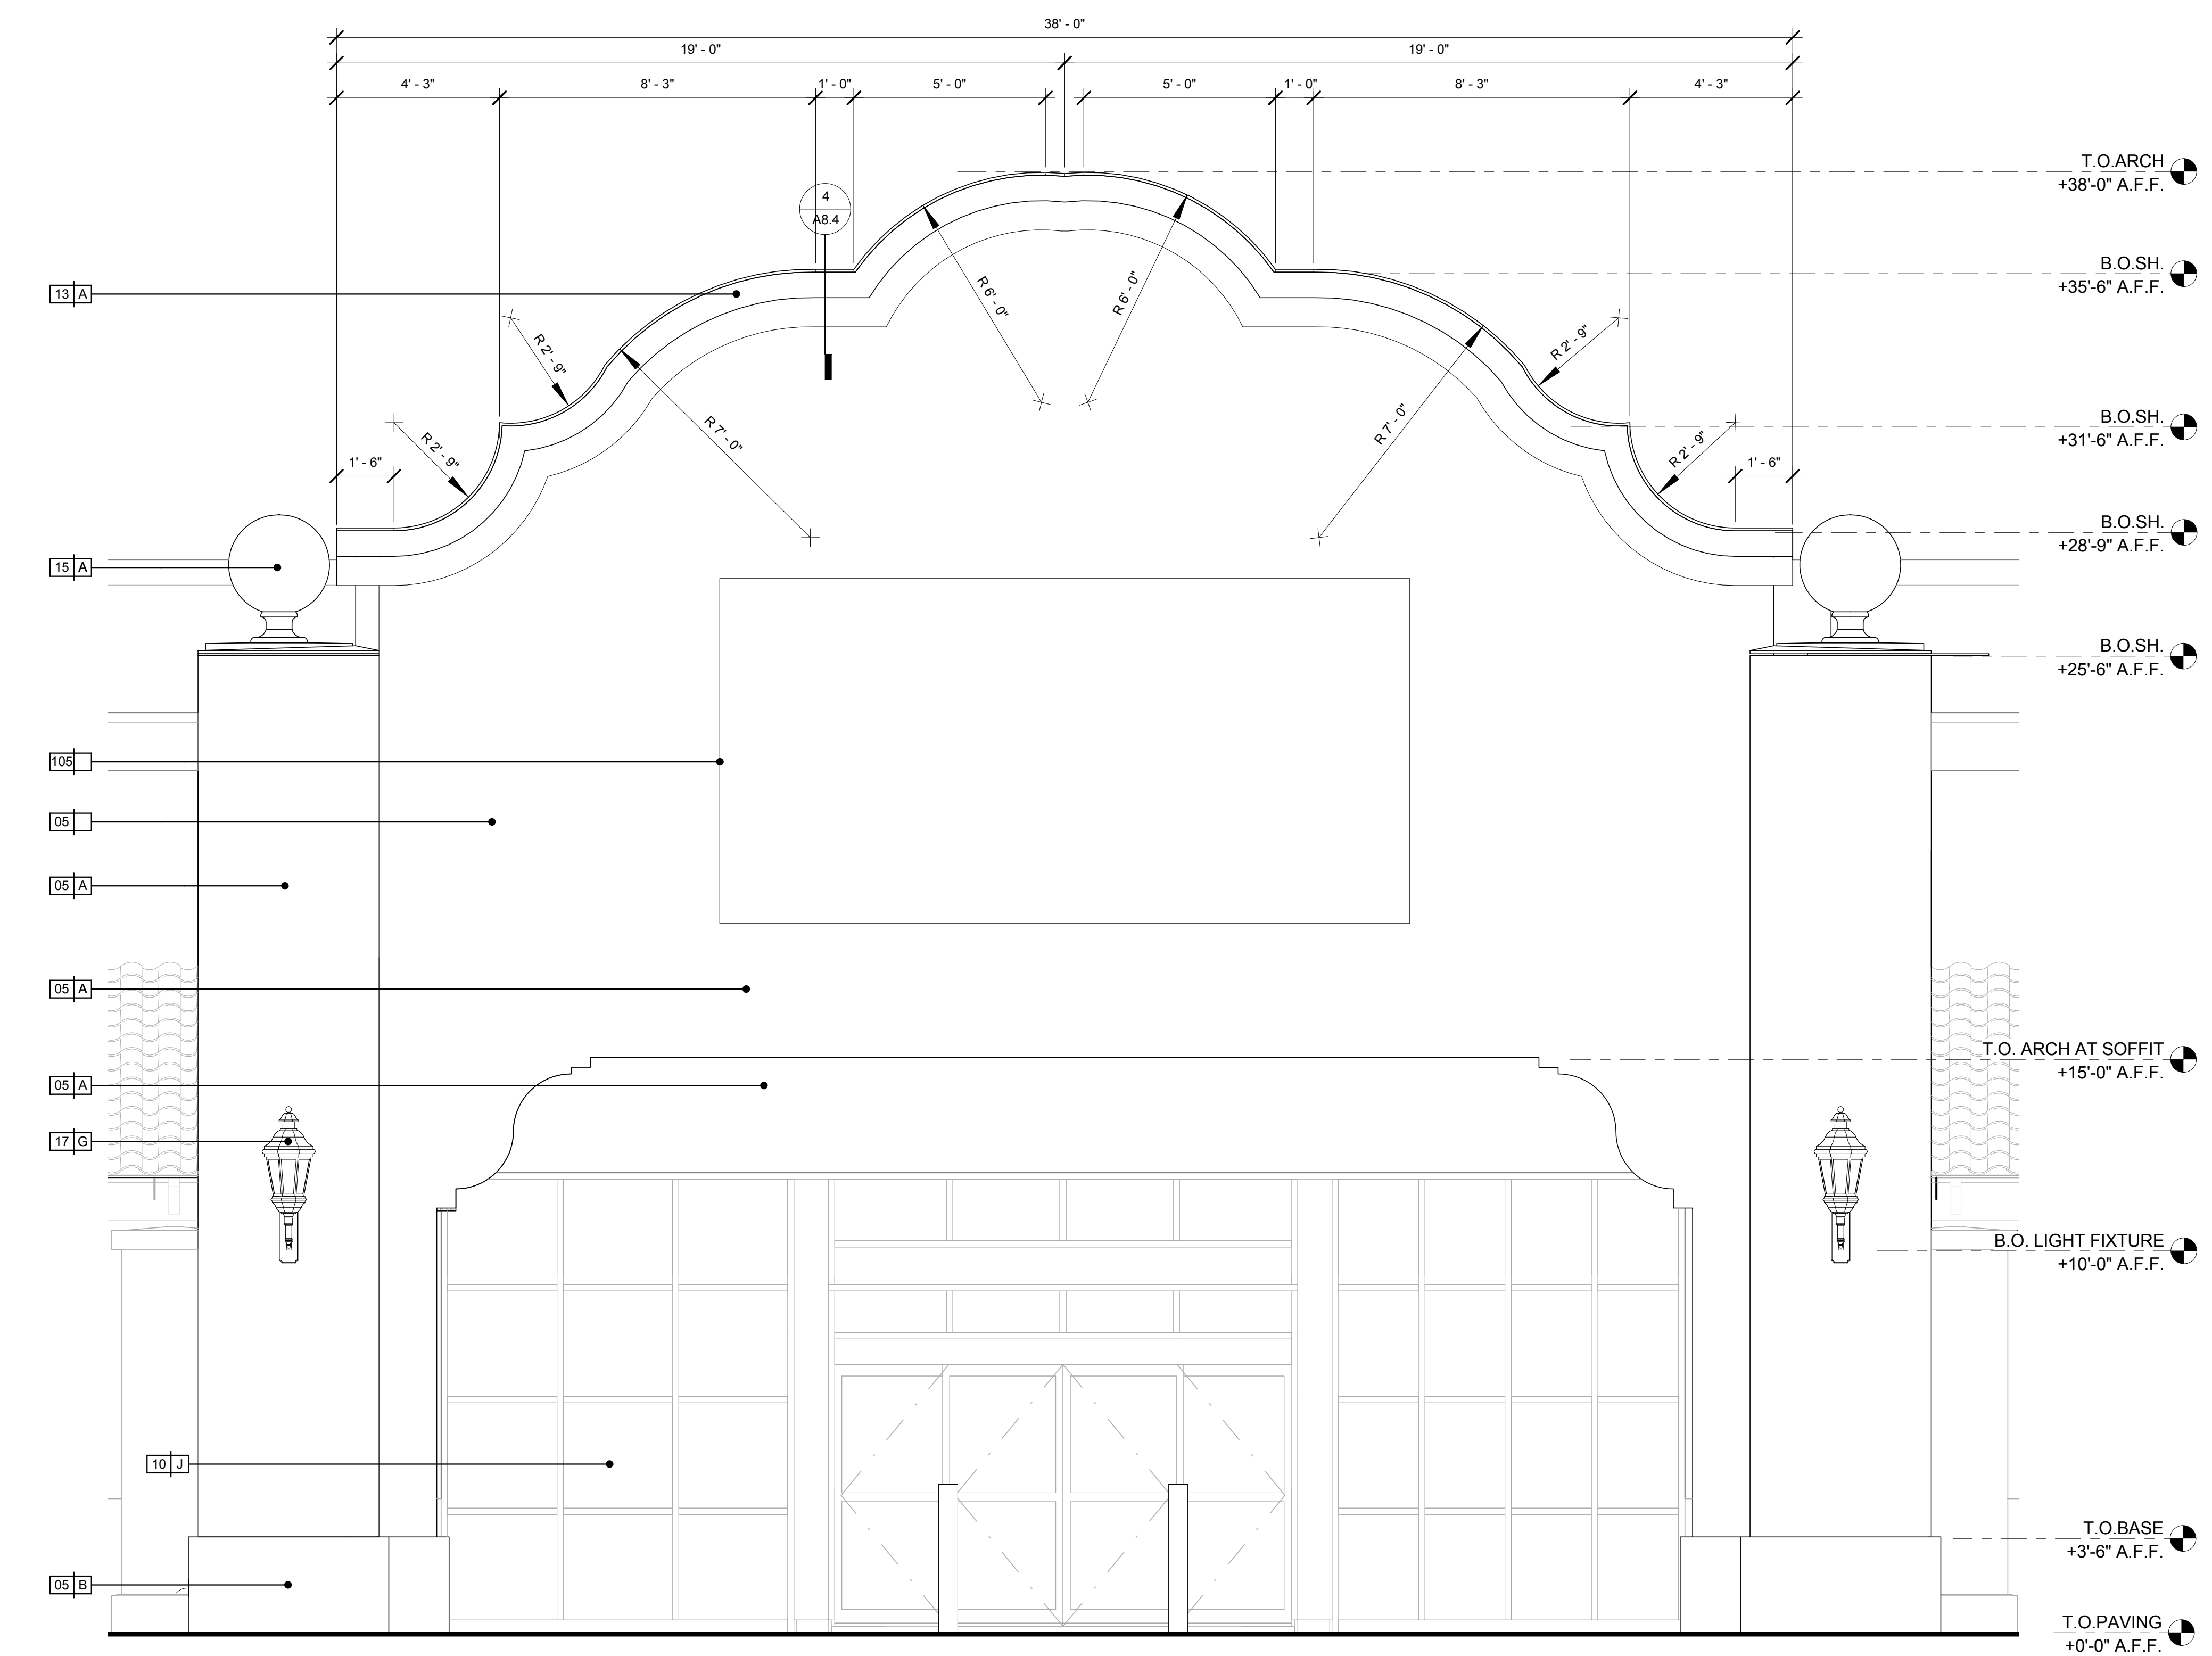 38' - 0"
19' - 0"
19' - 0"
4' - 3"
8' - 3"
1' - 0"
5' - 0"
5' - 0"
1' - 0"
8' - 3"
4' - 3"
T.O.ARCH
+38'-0" A.F.F.
4
A8.4
B.O.SH.
+35'-6" A.F.F.
13 A
R 6' - 0"
R 6' - 0"
R 2' - 9"
R 2' - 9"
R 7' - 0"
R 7' - 0"
B.O.SH.
+31'-6" A.F.F.
R 2' - 9"
R 2' - 9"
1' - 6"
1' - 6"
B.O.SH.
+28'-9" A.F.F.
15 A
B.O.SH.
+25'-6" A.F.F.
105
05
05 A
05 A
T.O. ARCH AT SOFFIT
+15'-0" A.F.F.
05 A
17 G
B.O. LIGHT FIXTURE
+10'-0" A.F.F.
10 J
T.O.BASE
+3'-6" A.F.F.
05 B
T.O.PAVING
+0'-0" A.F.F.